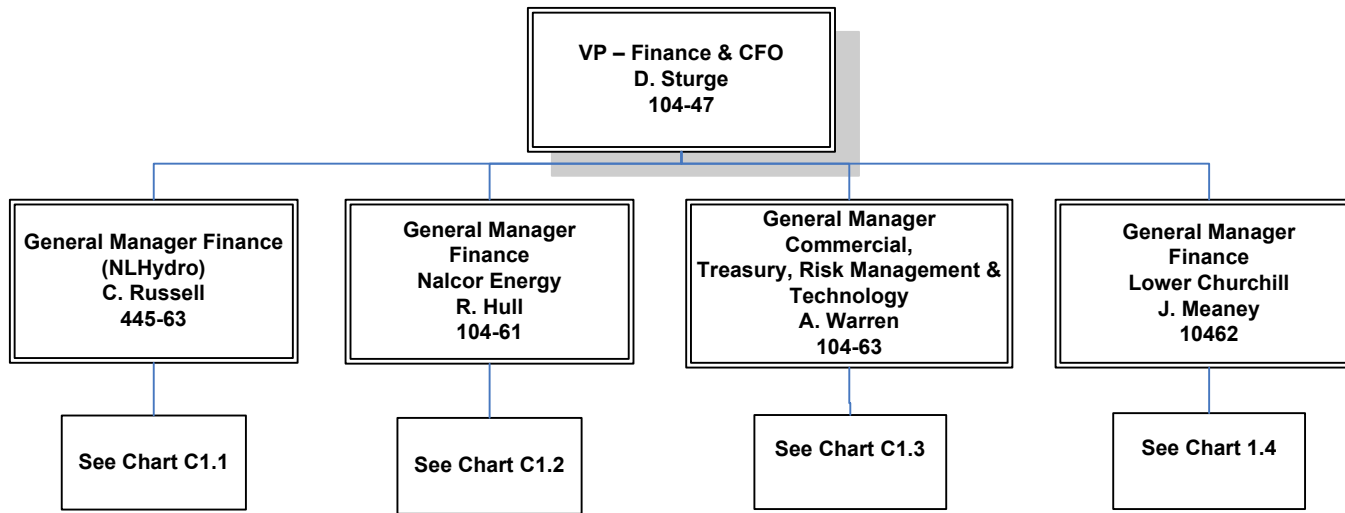 VP – Finance & CFO
D. Sturge
104-47
General Manager Finance
(NLHydro)
C. Russell
445-63
General Manager
Finance
Nalcor Energy
R. Hull
104-61
General Manager
Commercial,
Treasury, Risk Management &
Technology
A. Warren
104-63
General Manager
Finance
Lower Churchill
J. Meaney
10462
See Chart C1.1
See Chart C1.2
See Chart C1.3
See Chart 1.4